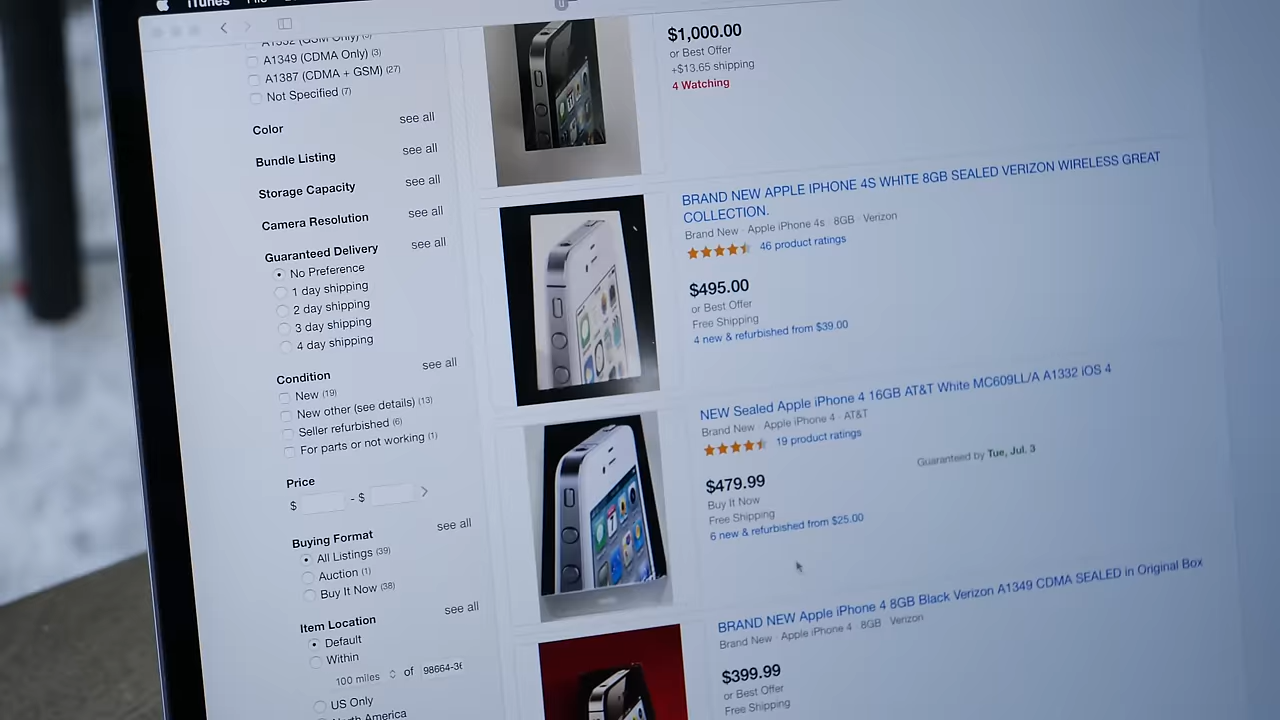 iTunes
A1349 (CDMA Only) (3)
A1387 (CDMA + GSM) (27)
Not Specified (7)
Color see all
Bundle Listing see all
Storage Capacity see all
Camera Resolution see all
Guaranteed Delivery see all
No Preference
1 day shipping
2 day shipping
3 day shipping
4 day shipping
Condition see all
New (19)
New other (see details) (13)
Seller refurbished (6)
For parts or not working (1)
Price
$ - $
Buying Format see all
All Listings (39)
Auction (1)
Buy It Now (38)
Item Location see all
Default
Within
100 miles of 98664-3
US Only
North America
$1,000.00
or Best Offer
+$13.65 shipping
4 Watching
BRAND NEW APPLE IPHONE 4S WHITE 8GB SEALED VERIZON WIRELESS GREAT
COLLECTION.
Brand New · Apple iPhone 4s · 8GB · Verizon
46 product ratings
$495.00
or Best Offer
Free Shipping
4 new & refurbished from $39.00
NEW Sealed Apple iPhone 4 16GB AT&T White MC609LL/A A1332 iOS 4
Brand New · Apple iPhone 4 · AT&T
19 product ratings
$479.99
Buy It Now
Free Shipping
6 new & refurbished from $25.00
Guaranteed by Tue, Jul. 3
BRAND NEW Apple iPhone 4 8GB Black Verizon A1349 CDMA SEALED in Original Box
Brand New · Apple iPhone 4 · 8GB · Verizon
$399.99
or Best Offer
Free Shipping